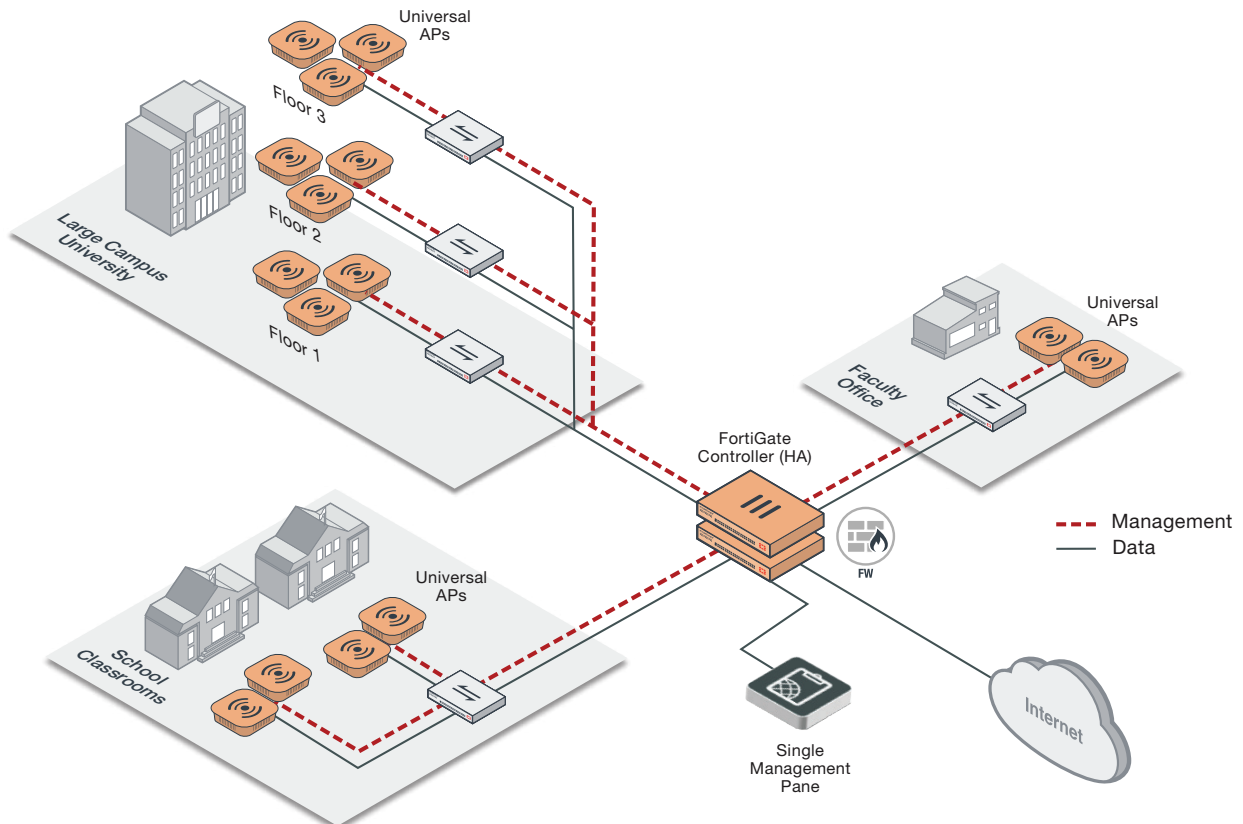 Universal
APs
Floor 3
Floor 2
Floor 1
Large Campus
University
Universal
APs
Faculty
Office
FortiGate
Controller (HA)
FW
Management
Data
Universal
APs
School
Classrooms
Single
Management
Pane
Internet